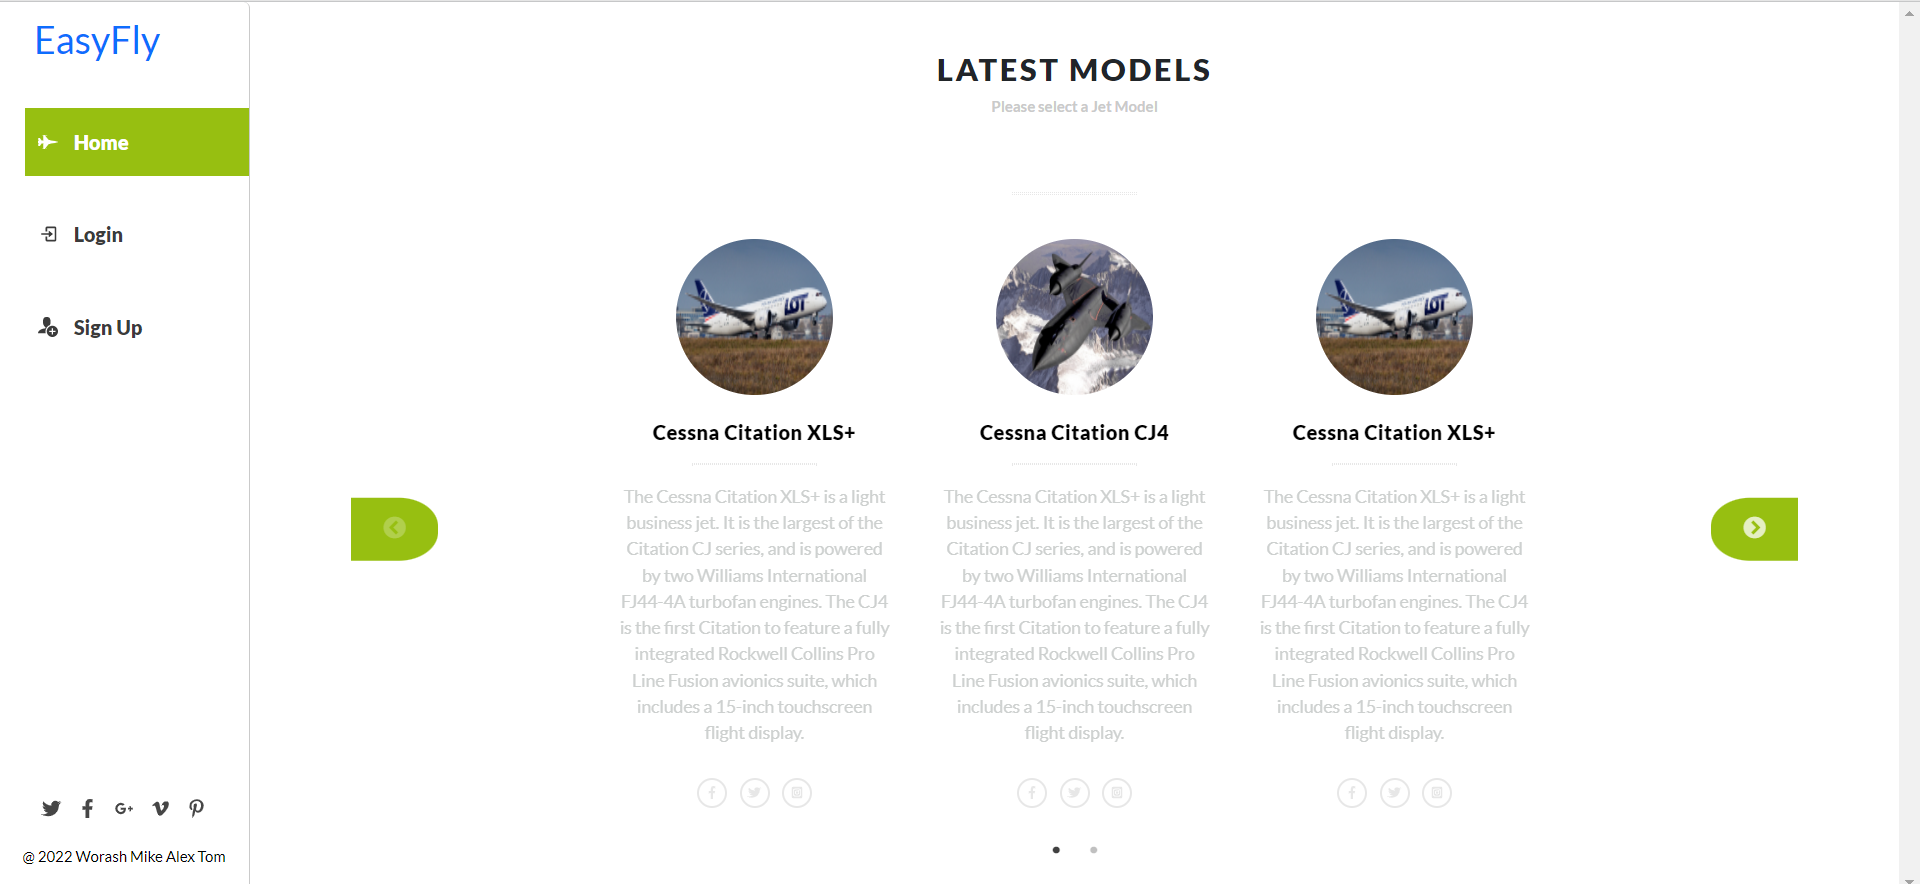 EasyFly
Home
Login
Sign Up
@ 2022 Worash Mike Alex Tom
LATEST MODELS
Please select a Jet Model
LOT
Cessna Citation XLS+
The Cessna Citation XLS+ is a light
business jet. It is the largest of the
Citation CJ series, and is powered
by two Williams International
FJ44-4A turbofan engines. The CJ4
is the first Citation to feature a fully
integrated Rockwell Collins Pro
Line Fusion avionics suite, which
includes a 15-inch touchscreen
flight display.
Cessna Citation CJ4
The Cessna Citation XLS+ is a light
business jet. It is the largest of the
Citation CJ series, and is powered
by two Williams International
FJ44-4A turbofan engines. The CJ4
is the first Citation to feature a fully
integrated Rockwell Collins Pro
Line Fusion avionics suite, which
includes a 15-inch touchscreen
flight display.
LOT
Cessna Citation XLS+
The Cessna Citation XLS+ is a light
business jet. It is the largest of the
Citation CJ series, and is powered
by two Williams International
FJ44-4A turbofan engines. The CJ4
is the first Citation to feature a fully
integrated Rockwell Collins Pro
Line Fusion avionics suite, which
includes a 15-inch touchscreen
flight display.